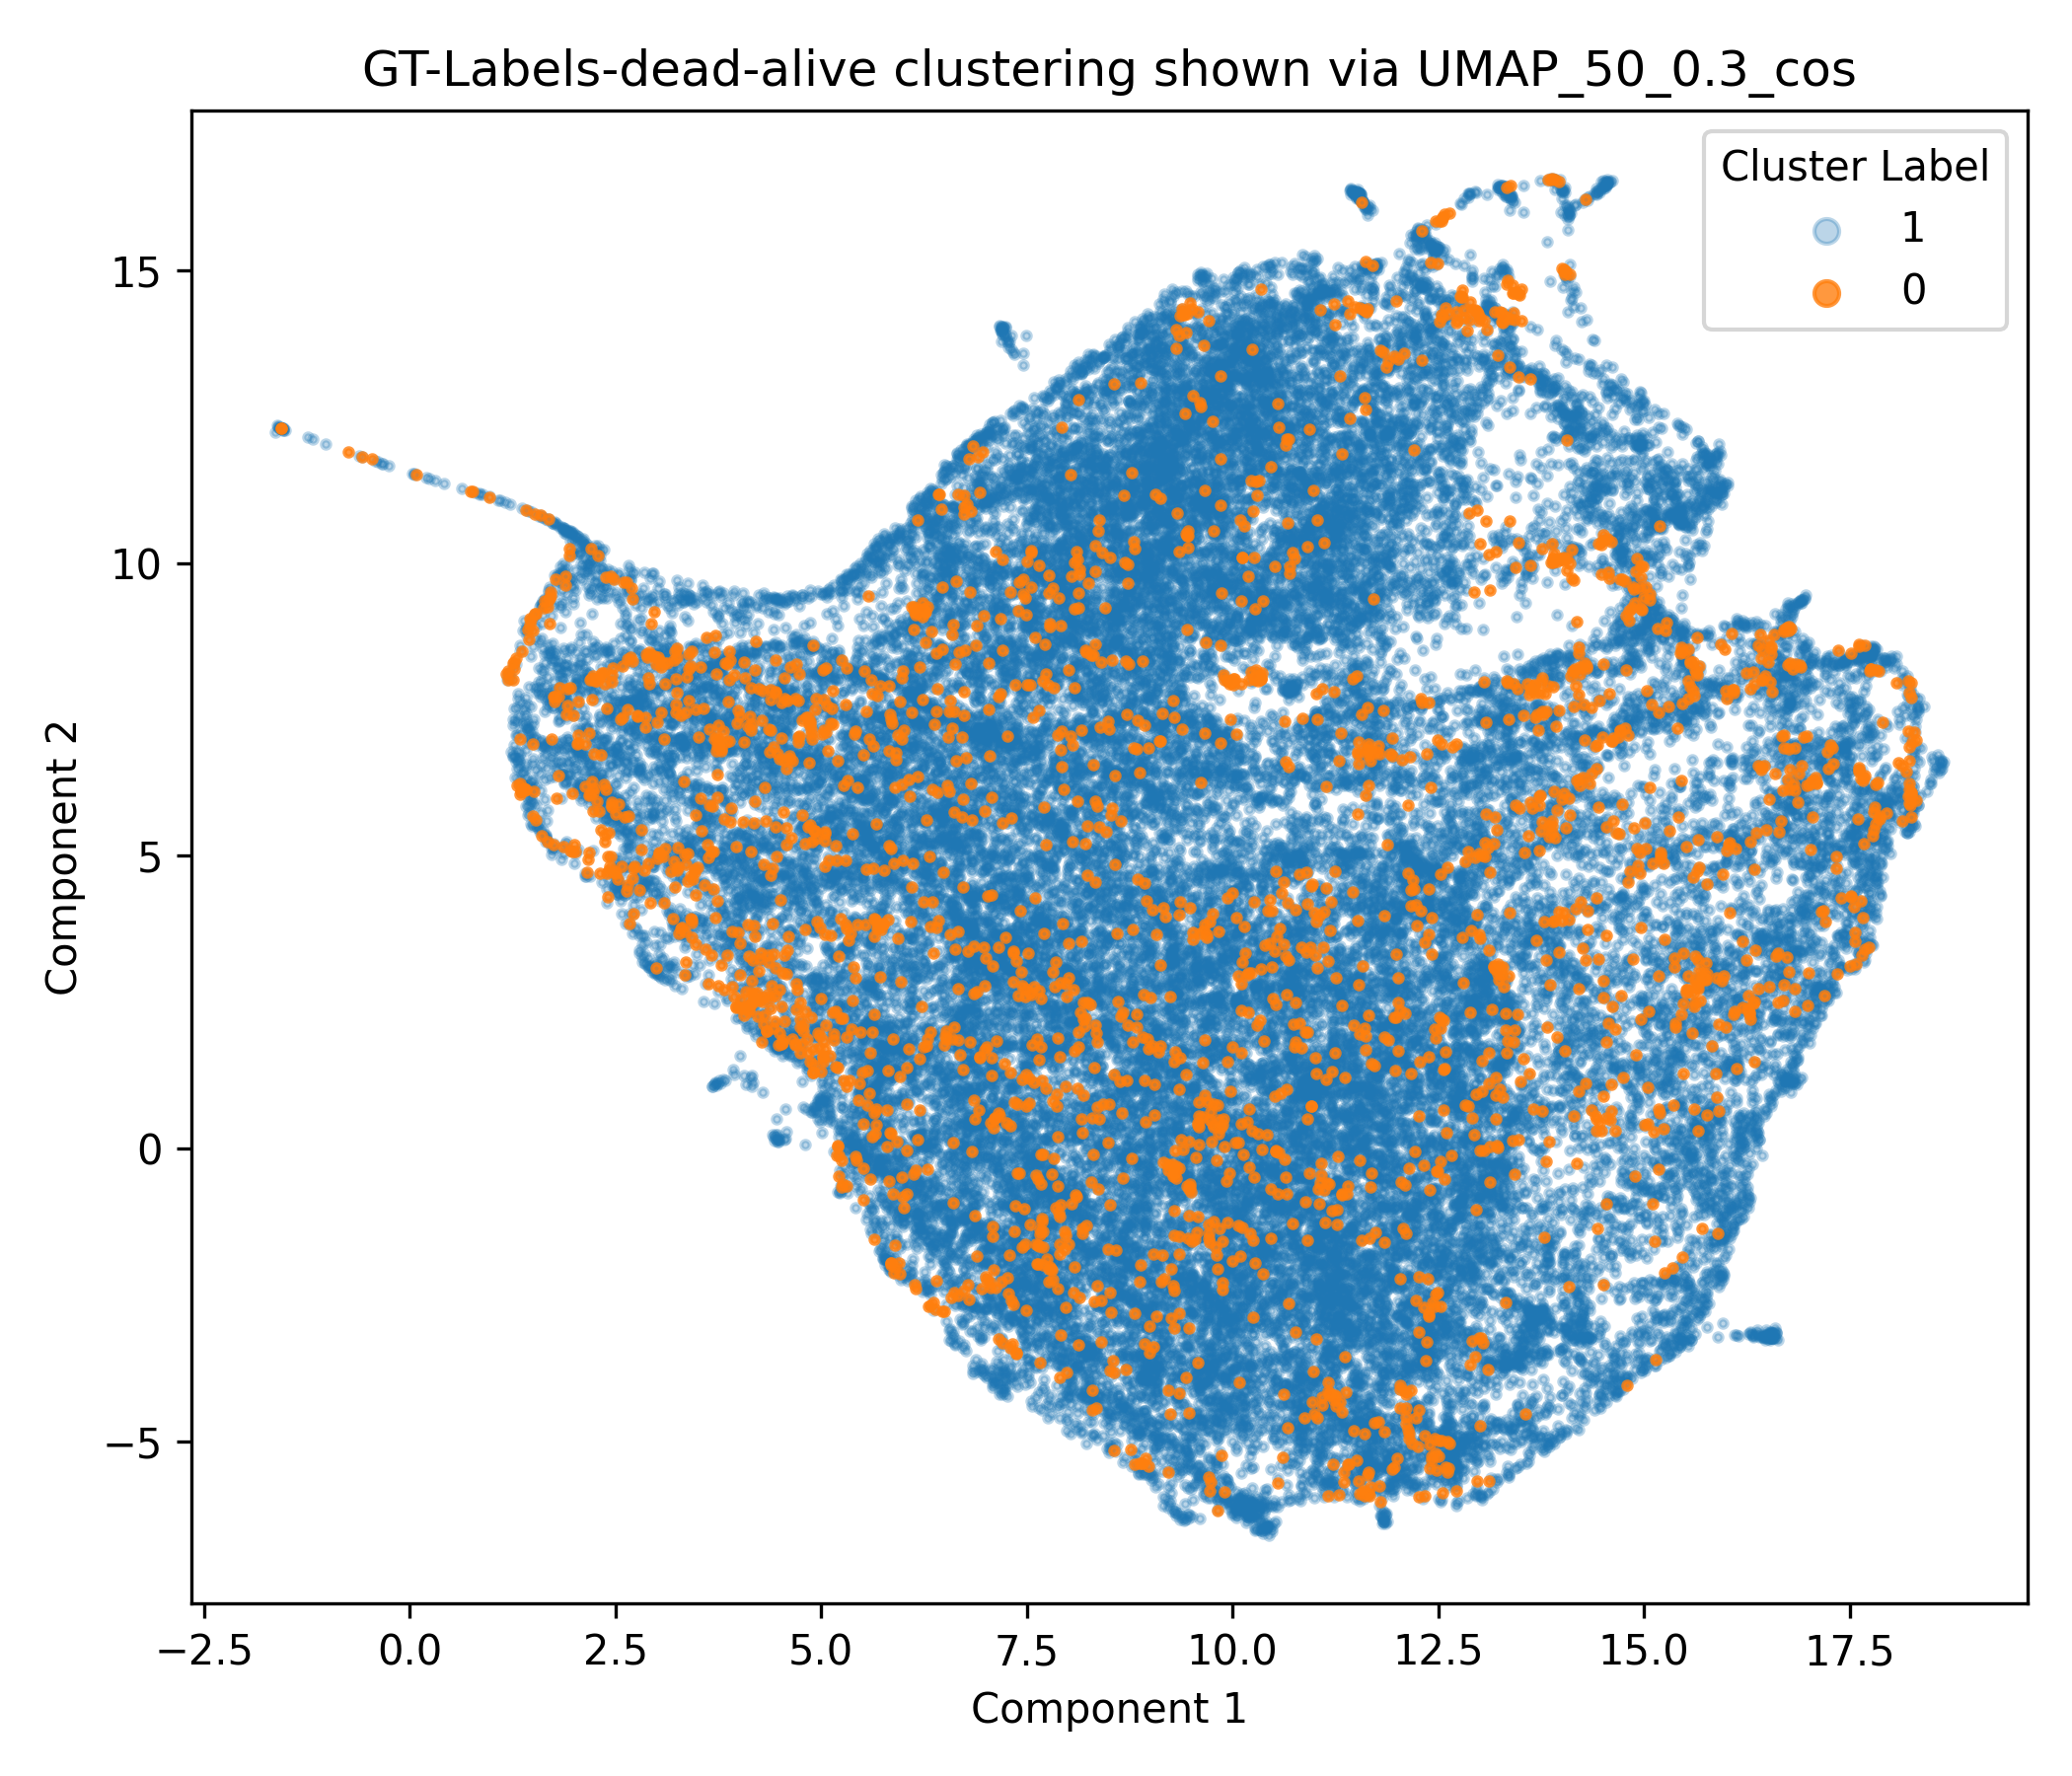 GT-Labels-dead-alive clustering shown via UMAP_50_0.3_cos
Cluster Label
1
0
15
10
5
0
−5
Component 2
−2.5 0.0 2.5 5.0 7.5 10.0 12.5 15.0 17.5
Component 1